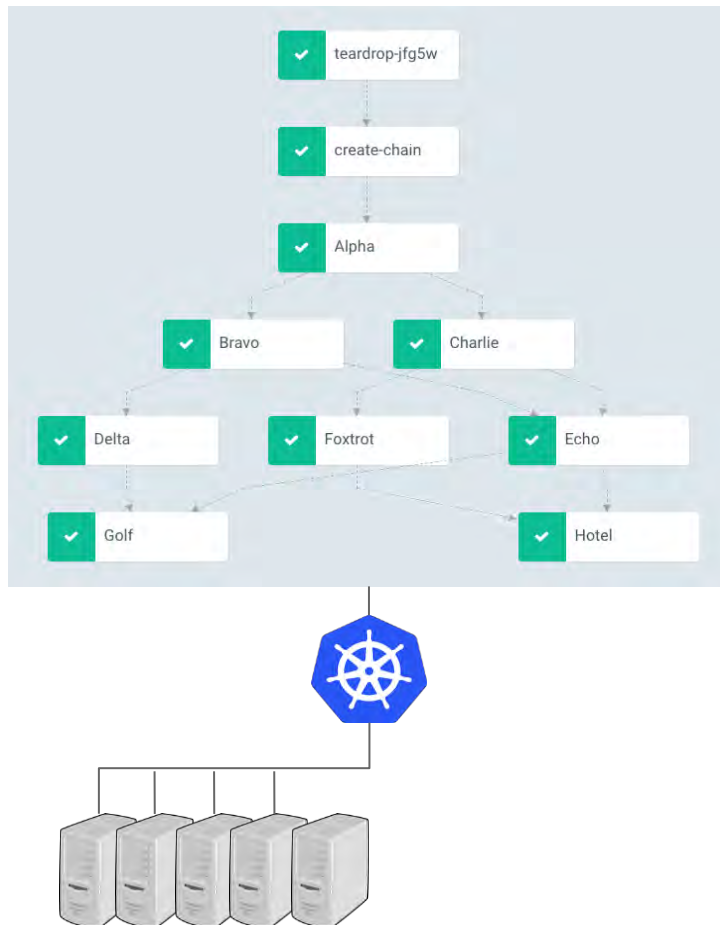 teardrop-jfg5w
create-chain
Alpha
Bravo
Charlie
Delta
Foxtrot
Echo
Golf
Hotel